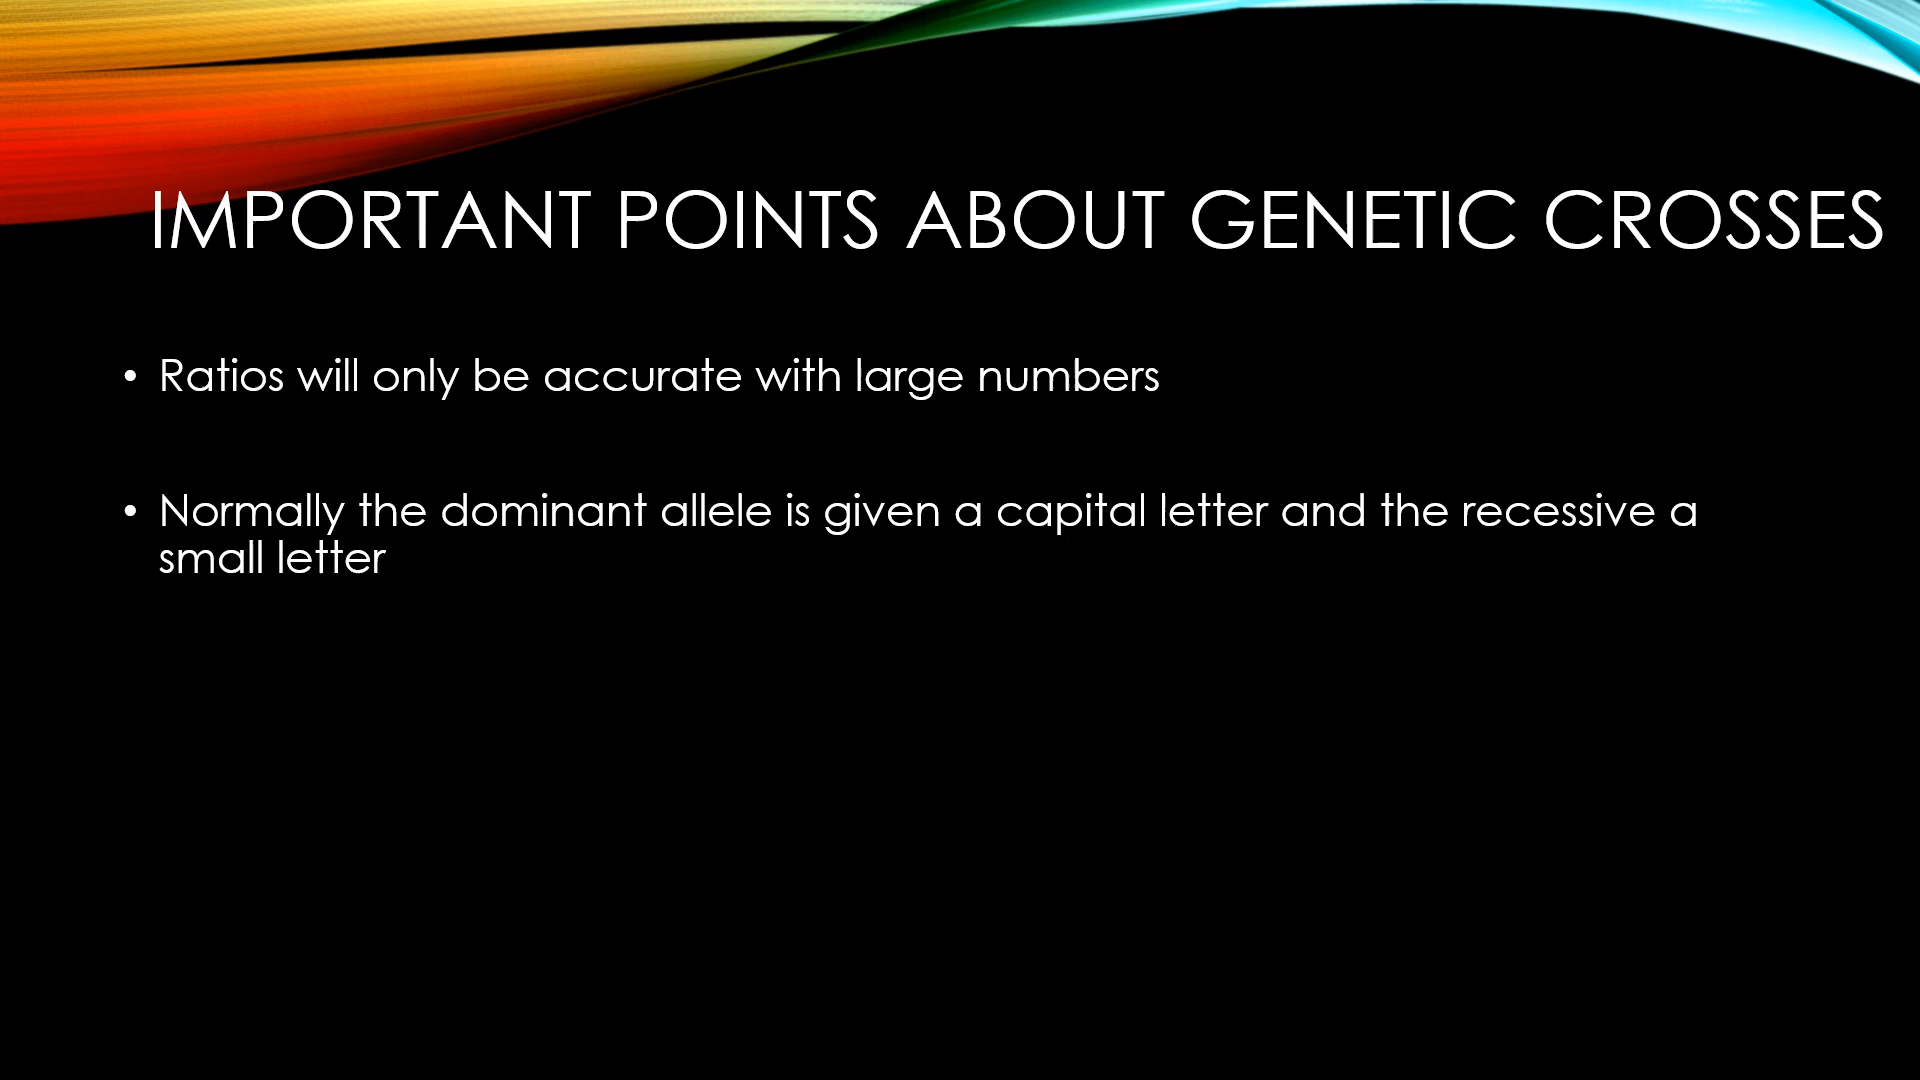 IMPORTANT POINTS ABOUT GENETIC CROSSES
• Ratios will only be accurate with large numbers
• Normally the dominant allele is given a capital letter and the recessive a
small letter